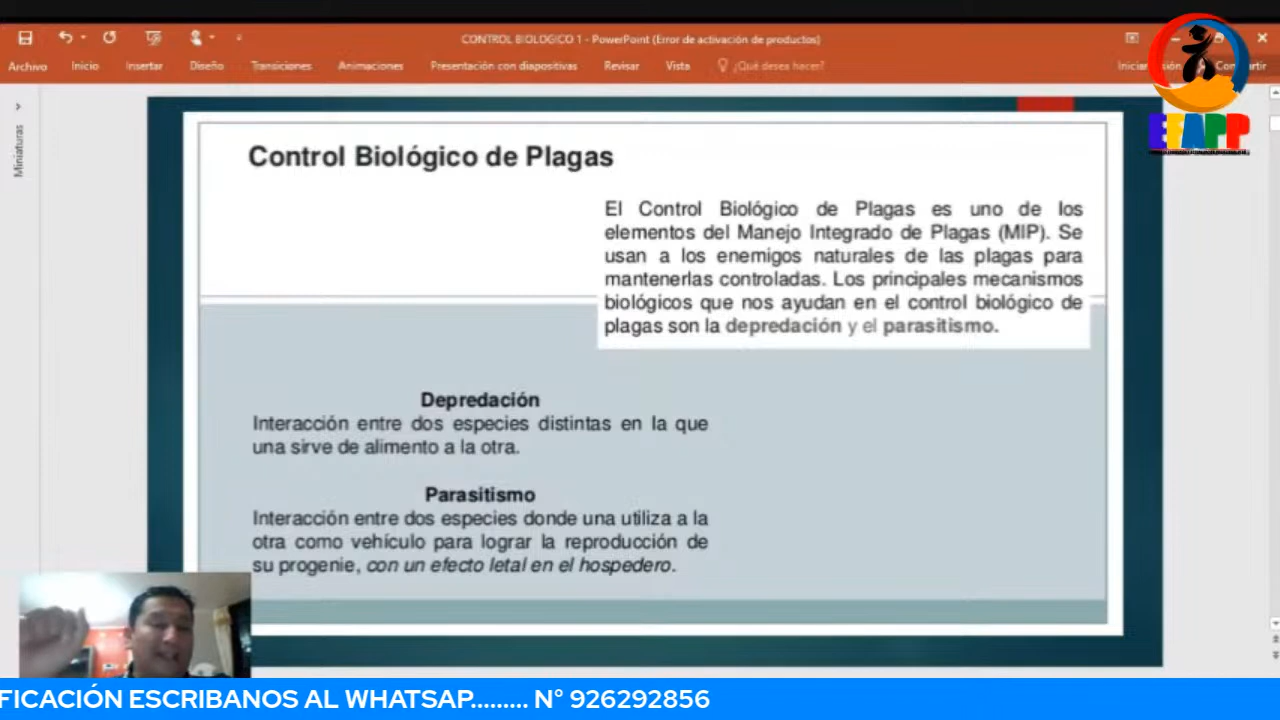 CONTROL BIOLOGICO 1 - PowerPoint (Error de activación de productos)
Archivo Inicio Insertar Diseño Transiciones Animaciones Presentación con diapositivas Revisar Vista ¿Qué desea hacer? Iniciar
Miniaturas
EFAPP
Control Biológico de Plagas
El Control Biológico de Plagas es uno de los
elementos del Manejo Integrado de Plagas (MIP). Se
usan a los enemigos naturales de las plagas para
mantenerlas controladas. Los principales mecanismos
biológicos que nos ayudan en el control biológico de
plagas son la depredación y el parasitismo.
Depredación
Interacción entre dos especies distintas en la que
una sirve de alimento a la otra.
Parasitismo
Interacción entre dos especies donde una utiliza a la
otra como vehículo para lograr la reproducción de
su progenie, con un efecto letal en el hospedero.
FICACIÓN ESCRIBANOS AL WHATSAP......... N° 926292856